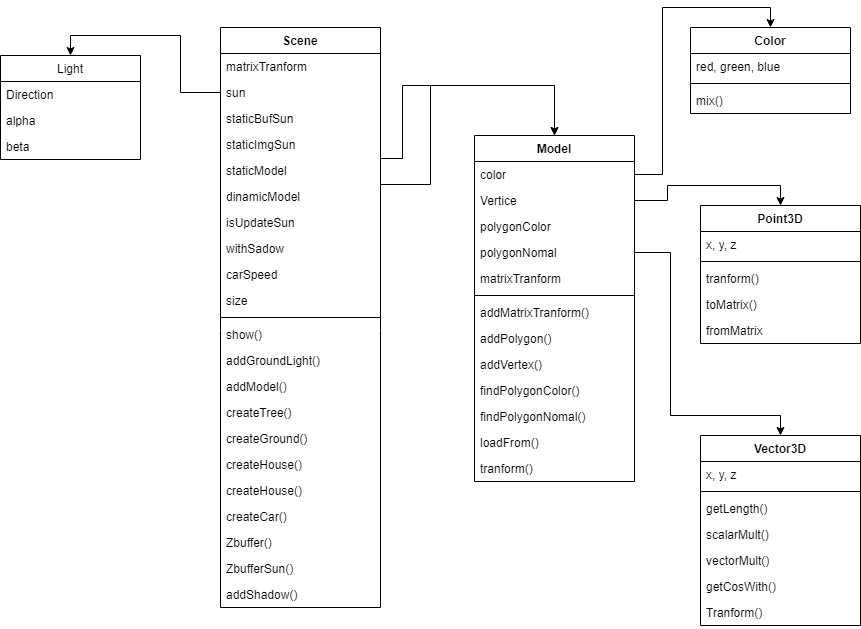 Light
Direction
alpha
beta
Scene
matrixTranform
sun
staticBufSun
staticImgSun
staticModel
dinamicModel
isUpdateSun
withSadow
carSpeed
size
show()
addGroundLight()
addModel()
createTree()
createGround()
createHouse()
createHouse()
createCar()
Zbuffer()
ZbufferSun()
addShadow()
Model
color
Vertice
polygonColor
polygonNomal
matrixTranform
addMatrixTranform()
addPolygon()
addVertex()
findPolygonColor()
findPolygonNomal()
loadFrom()
tranform()
Color
red, green, blue
mix()
Point3D
x, y, z
tranform()
toMatrix()
fromMatrix
Vector3D
x, y, z
getLength()
scalarMult()
vectorMult()
getCosWith()
Tranform()